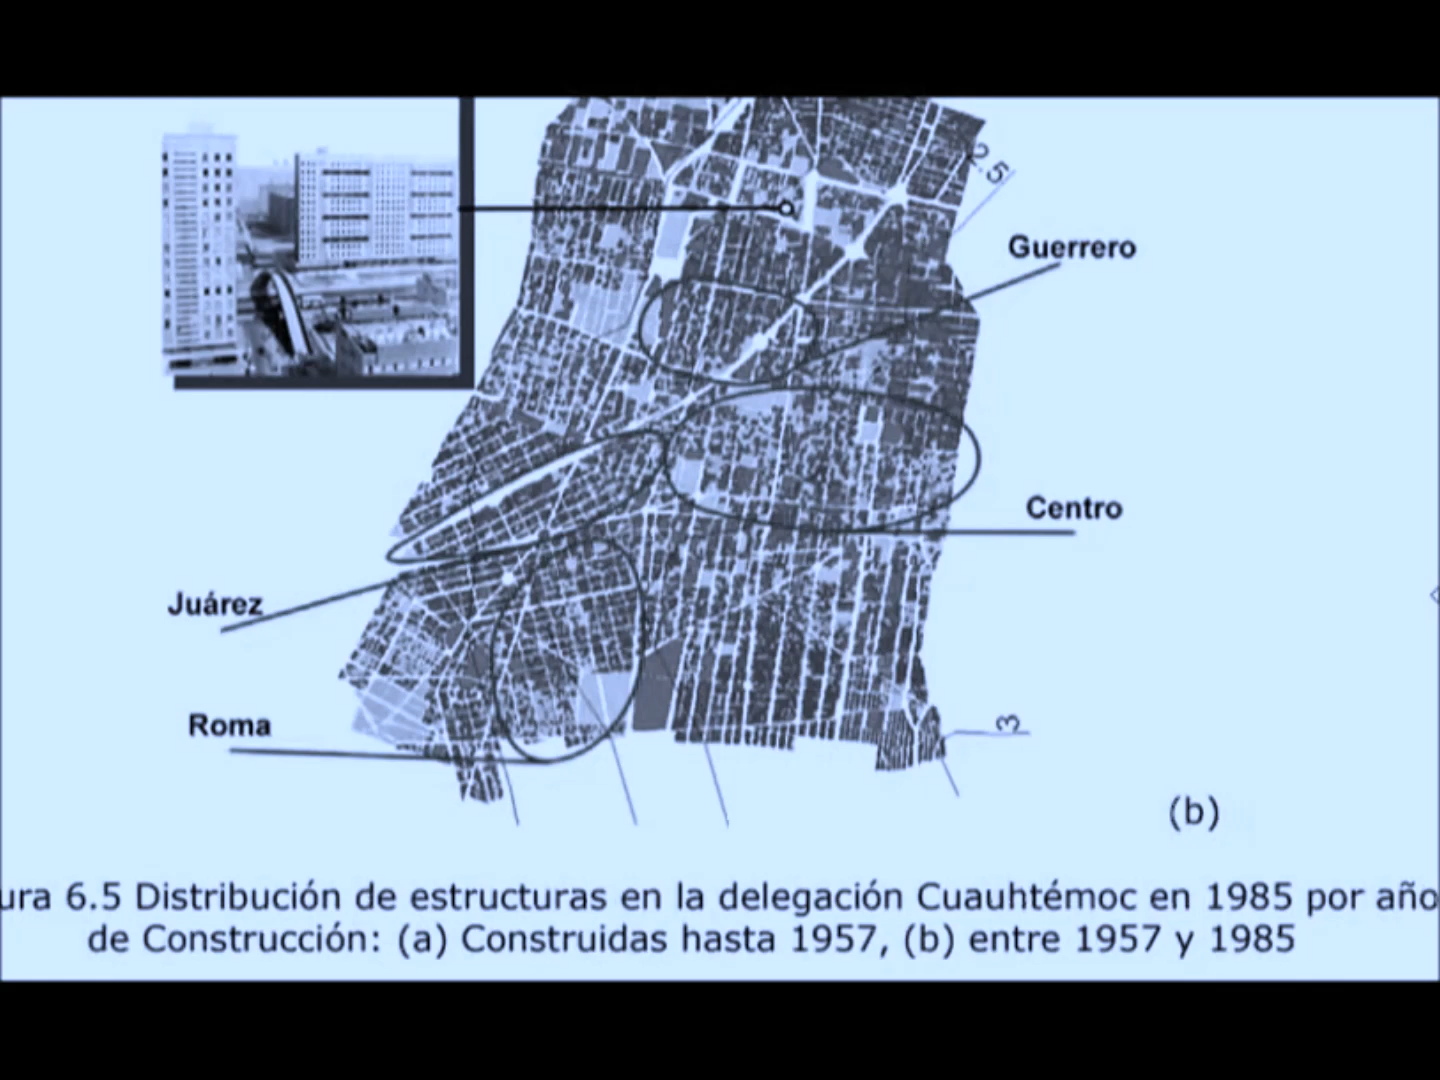 2.5
Guerrero
Centro
Juárez
Roma
3
(b)
ura 6.5 Distribución de estructuras en la delegación Cuauhtémoc en 1985 por año
de Construcción: (a) Construidas hasta 1957, (b) entre 1957 y 1985